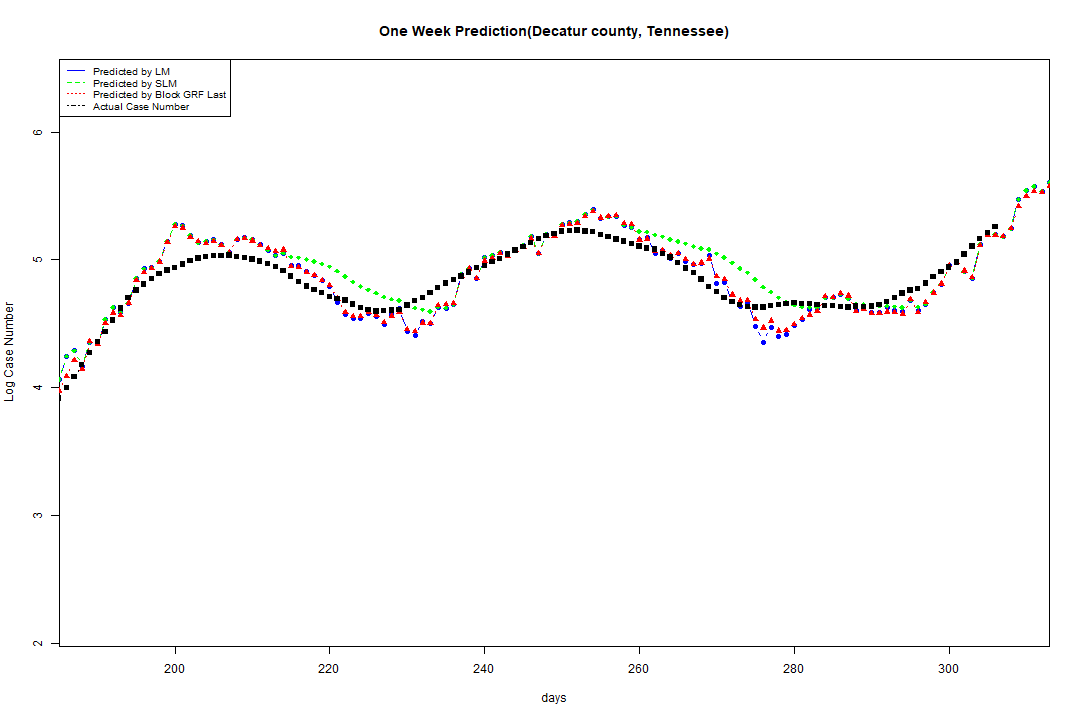 One Week Prediction(Decatur county, Tennessee)
Predicted by LM
Predicted by SLM
Predicted by Block GRF Last
Actual Case Number
6
5
4
3
2
Log Case Number
200 220 240 260 280 300
days